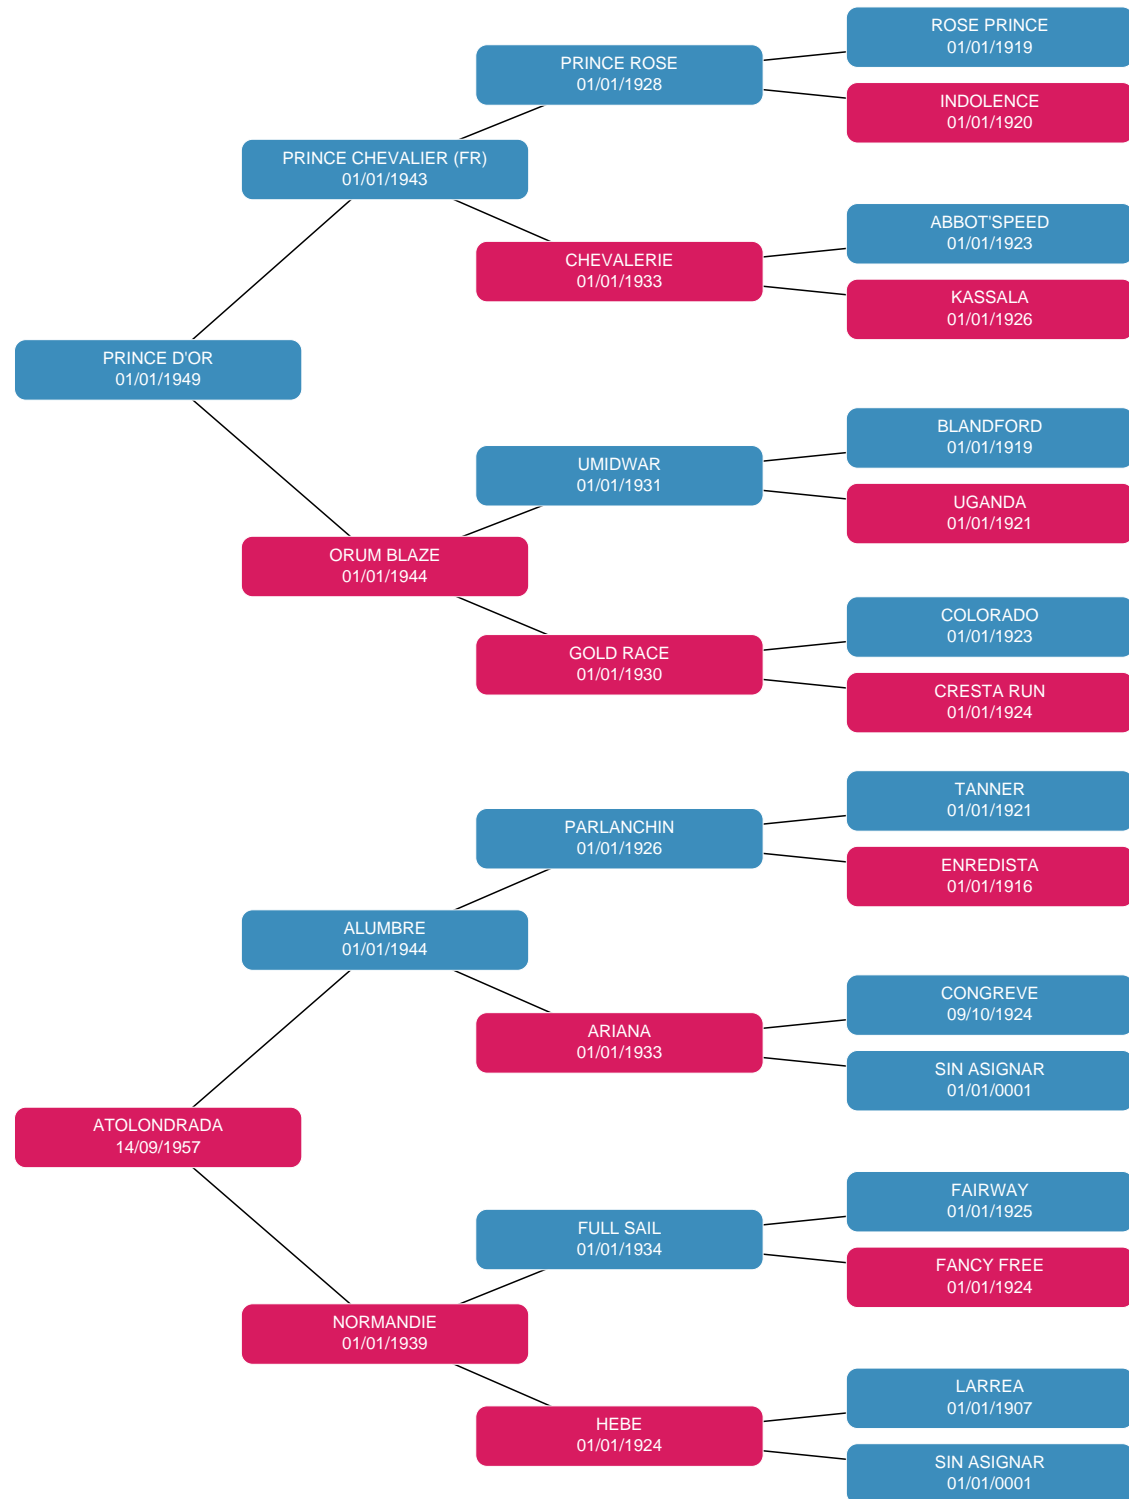 ROSE PRINCE
01/01/1919
PRINCE ROSE
01/01/1928
INDOLENCE
01/01/1920
PRINCE CHEVALIER (FR)
01/01/1943
ABBOT'SPEED
01/01/1923
CHEVALERIE
01/01/1933
KASSALA
01/01/1926
PRINCE D'OR
01/01/1949
BLANDFORD
01/01/1919
UMIDWAR
01/01/1931
UGANDA
01/01/1921
ORUM BLAZE
01/01/1944
COLORADO
01/01/1923
GOLD RACE
01/01/1930
CRESTA RUN
01/01/1924
TANNER
01/01/1921
PARLANCHIN
01/01/1926
ENREDISTA
01/01/1916
ALUMBRE
01/01/1944
CONGREVE
09/10/1924
ARIANA
01/01/1933
SIN ASIGNAR
01/01/0001
ATOLONDRADA
14/09/1957
FAIRWAY
01/01/1925
FULL SAIL
01/01/1934
FANCY FREE
01/01/1924
NORMANDIE
01/01/1939
LARREA
01/01/1907
HEBE
01/01/1924
SIN ASIGNAR
01/01/0001